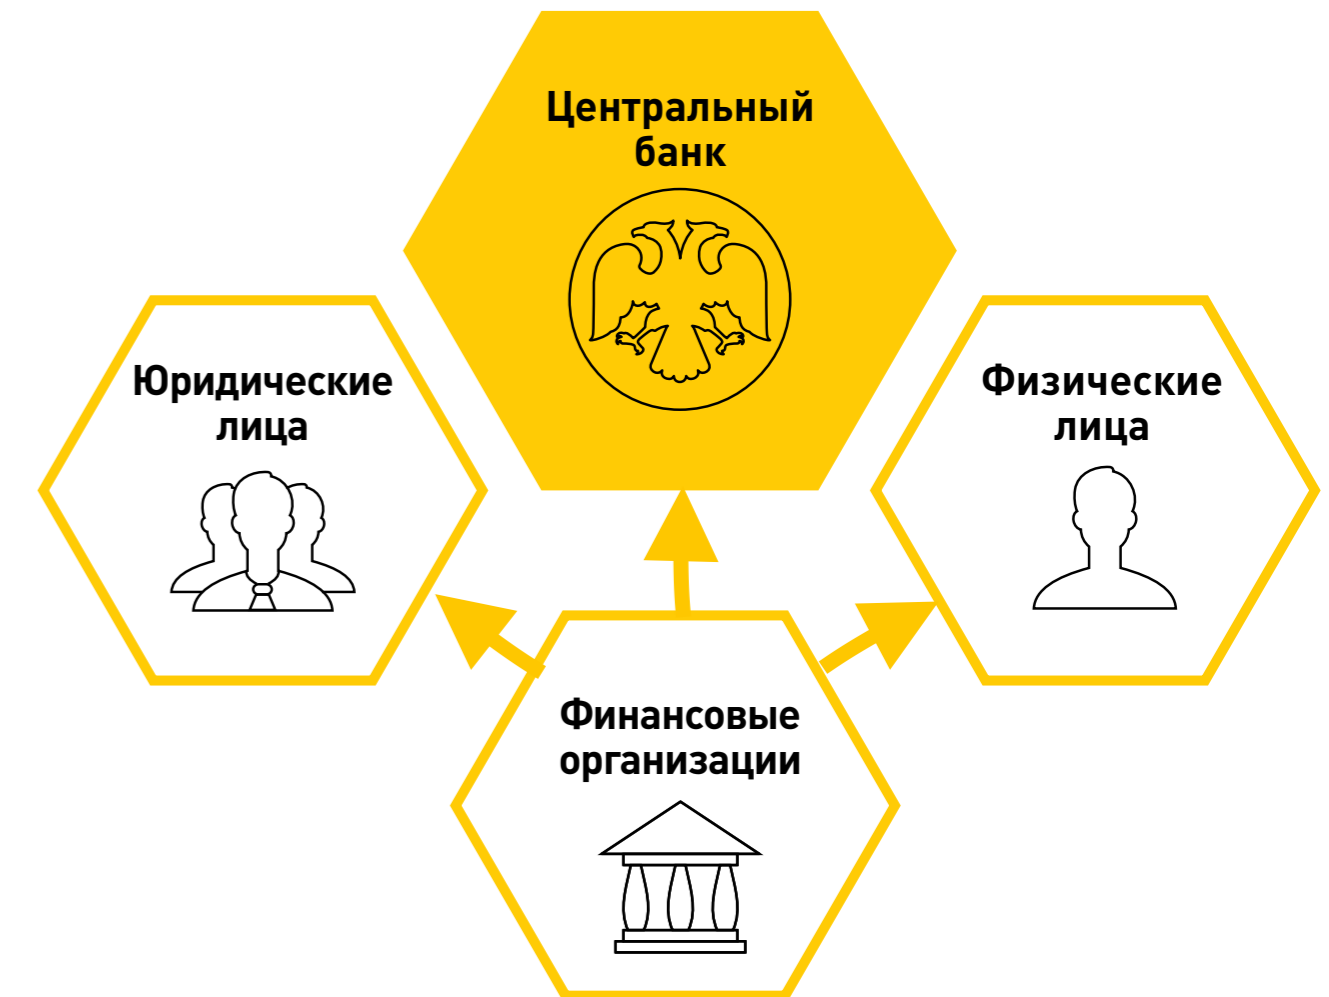 Центральный
банк
Юридические
лица
Физические
лица
Финансовые
организации